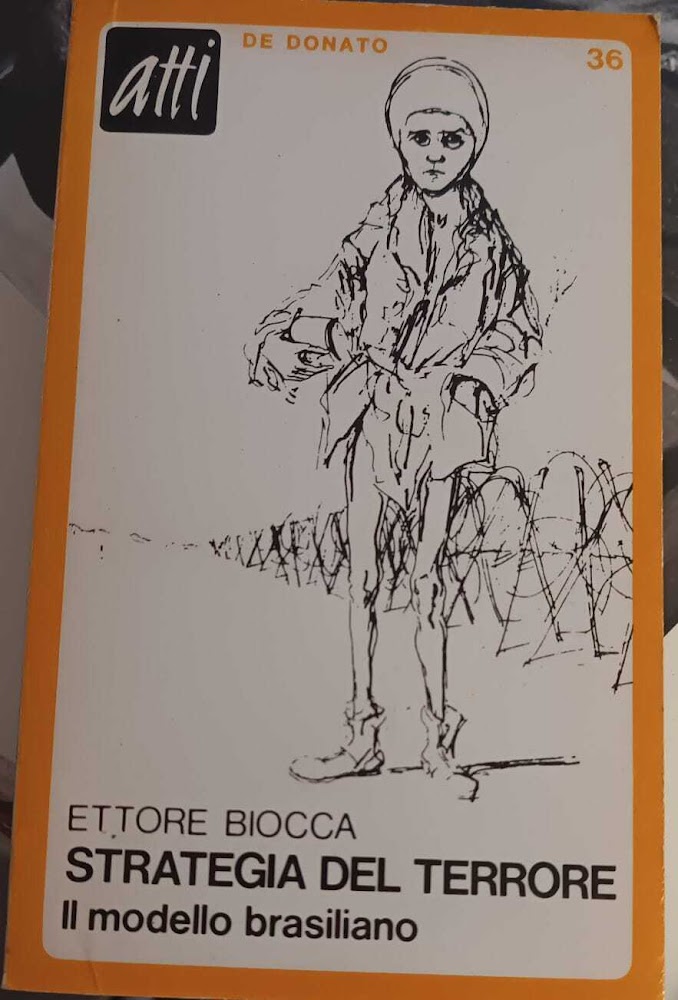 atti
DE DONATO
36
ETTORE BIOCCA
STRATEGIA DEL TERRORE
Il modello brasiliano